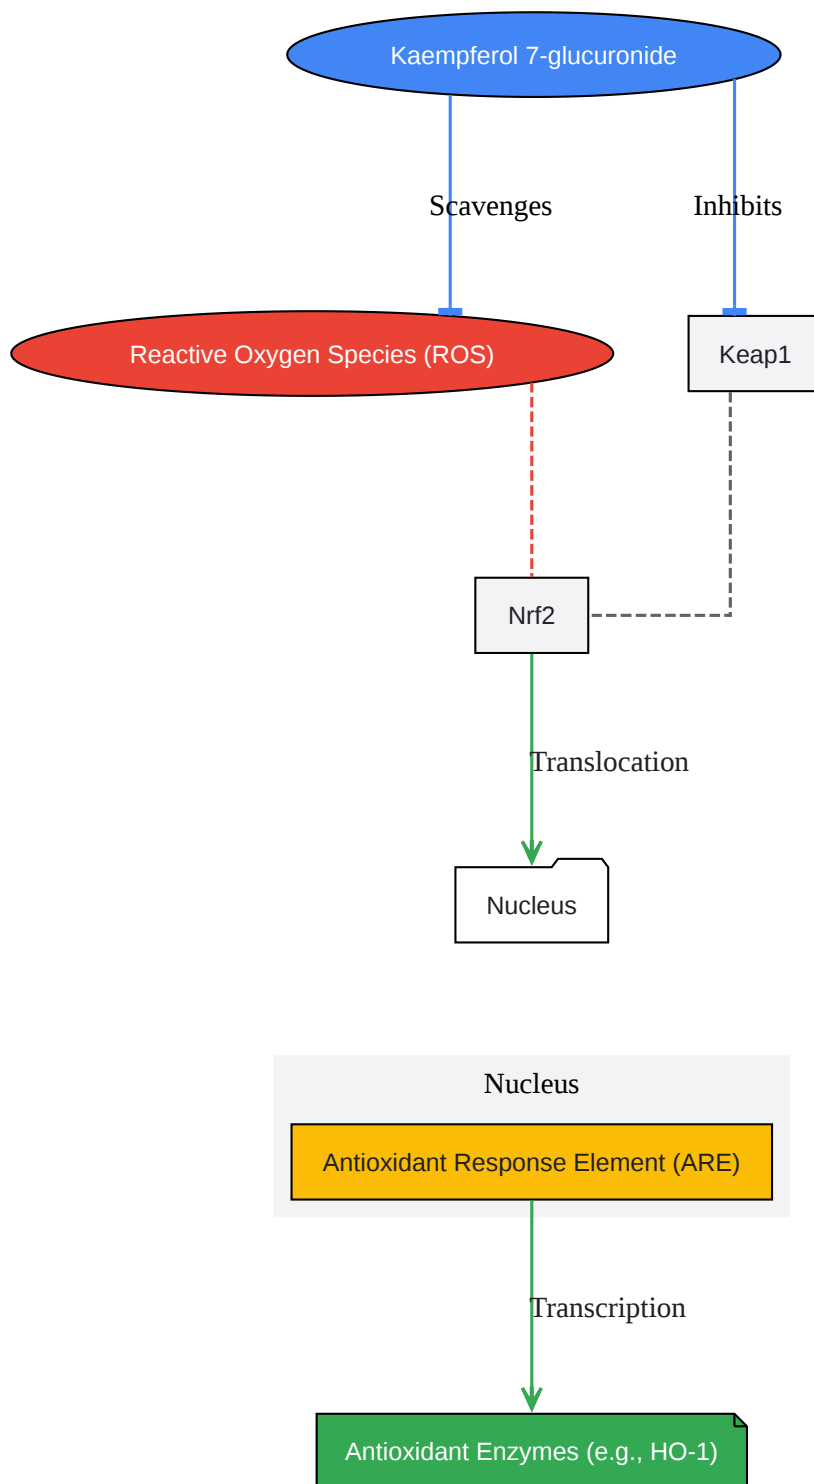 Kaempferol 7-glucuronide
Scavenges
Inhibits
Reactive Oxygen Species (ROS)
Keap1
Nrf2
Translocation
Nucleus
Nucleus
Antioxidant Response Element (ARE)
Transcription
Antioxidant Enzymes (e.g., HO-1)